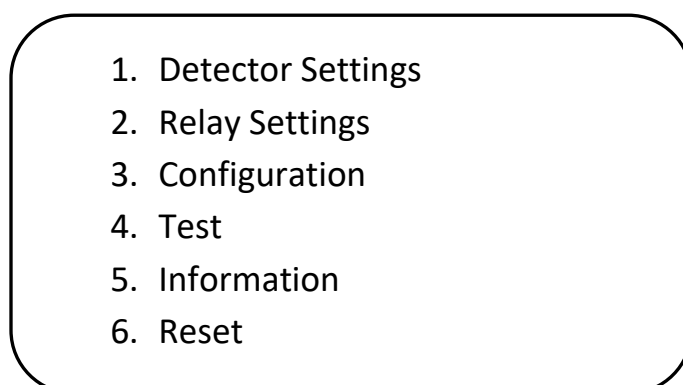 1. Detector Settings
2. Relay Settings
3. Configuration
4. Test
5. Information
6. Reset